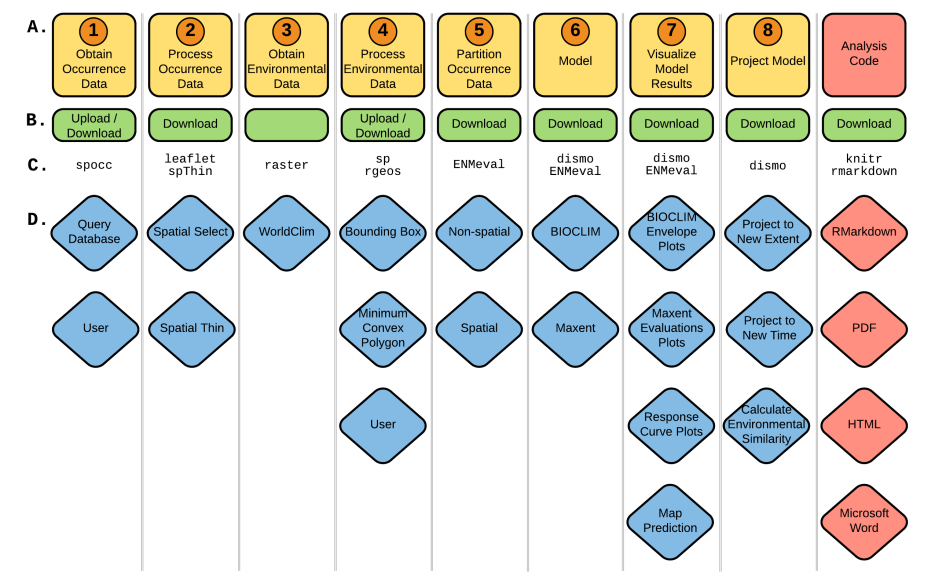 A.
1
Obtain
Occurrence
Data
2
Process
Occurrence
Data
3
Obtain
Environmental
Data
4
Process
Environmental
Data
5
Partition
Occurrence
Data
6
Model
7
Visualize
Model
Results
8
Project Model
Analysis
Code
B.
Upload /
Download
Download
Upload /
Download
Download
Download
Download
Download
Download
C.
spocc
leaflet
spThin
raster
sp
rgeos
ENMeval
dismo
ENMeval
dismo
ENMeval
dismo
knitr
rmarkdown
D.
Query
Database
Spatial Select
WorldClim
Bounding Box
Non-spatial
BIOCLIM
BIOCLIM
Envelope
Plots
Project to
New Extent
RMarkdown
User
Spatial Thin
Minimum
Convex
Polygon
Spatial
Maxent
Maxent
Evaluations
Plots
Project to
New Time
PDF
User
Response
Curve Plots
Calculate
Environmental
Similarity
HTML
Map
Prediction
Microsoft
Word